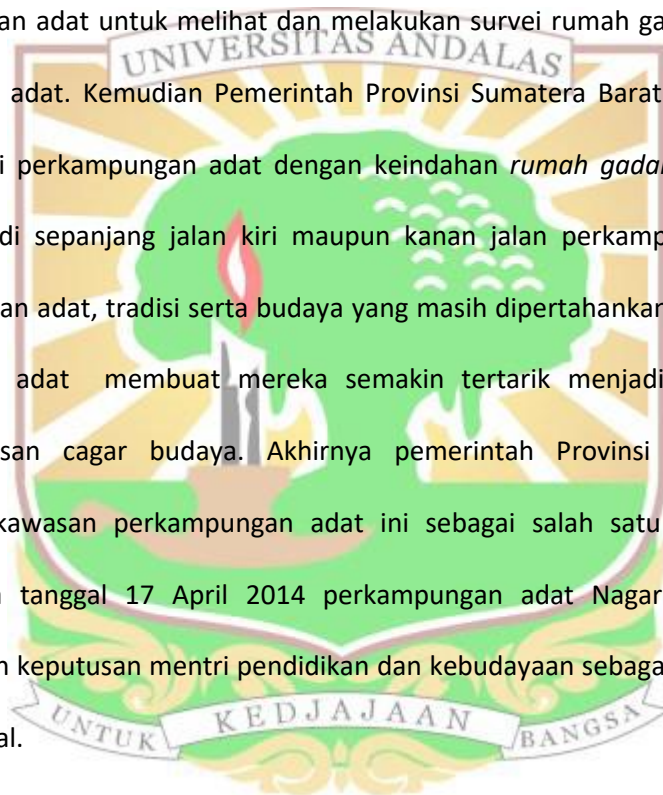 an adat untuk melihat dan melakukan survei rumah ga
UNIVERSITAS ANDALAS
adat. Kemudian Pemerintah Provinsi Sumatera Barat
i perkampungan adat dengan keindahan rumah gada
di sepanjang jalan kiri maupun kanan jalan perkamp
an adat, tradisi serta budaya yang masih dipertahankan
adat membuat mereka semakin tertarik menjadi
san cagar budaya. Akhirnya pemerintah Provinsi
kawasan perkampungan adat ini sebagai salah satu
tanggal 17 April 2014 perkampungan adat Nagar
keputusan mentri pendidikan dan kebudayaan sebaga
UNTUK KEDJAJAAN BANGSA
al.